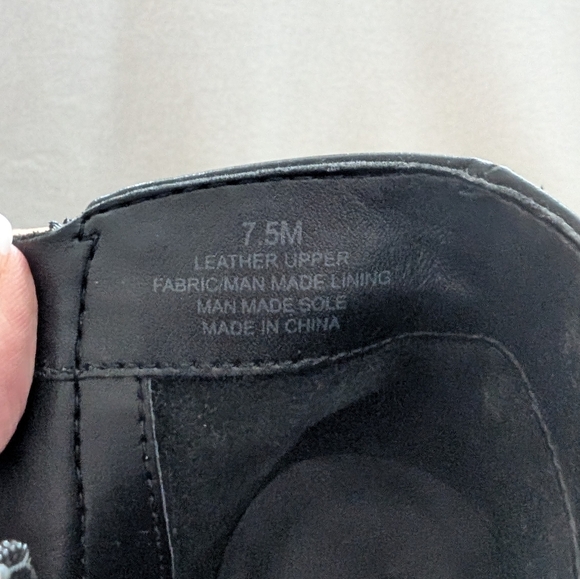 7.5M
LEATHER UPPER
FABRIC/MAN MADE LINING
MAN MADE SOLE
MADE IN CHINA